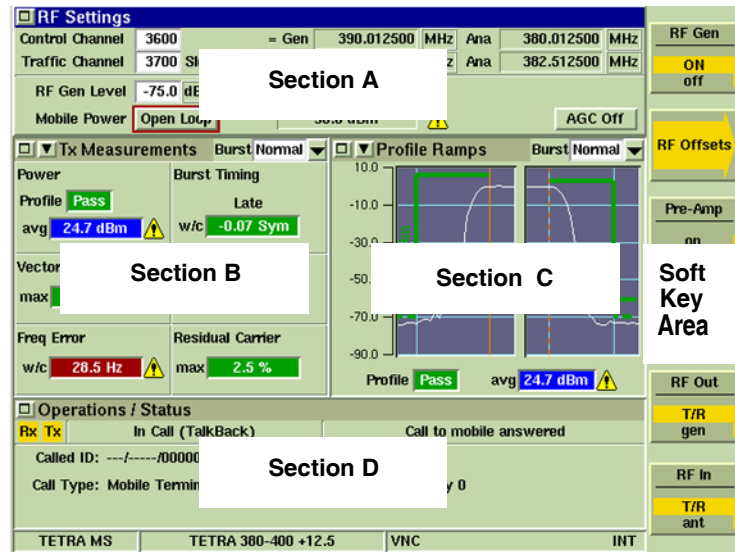 RF Settings
Control Channel 3600 = Gen 390.012500 MHz Ana 380.012500 MHz
Traffic Channel 3700 Ana 382.512500 MHz
Section A
RF Gen Level -75.0
Mobile Power Open Loop AGC Off
Tx Measurements Burst Normal
Power Burst Timing
Profile Pass Late
avg 24.7 dBm w/c -0.07 Sym
Vector
Section B
max
Freq Error Residual Carrier
w/c 28.5 Hz max 2.5 %
Profile Ramps Burst Normal
10.0
-10.0
-30.0
-50.
Section C
-70.0
-90.0
Profile Pass avg 24.7 dBm
Operations / Status
Rx Tx In Call (TalkBack) Call to mobile answered
Called ID: ---/-----/00000
Section D
Call Type: Mobile 0
TETRA MS TETRA 380-400 +12.5 VNC INT
RF Gen
ON
off
RF Offsets
Pre-Amp
on
Soft
Key
Area
RF Out
T/R
gen
RF In
T/R
ant